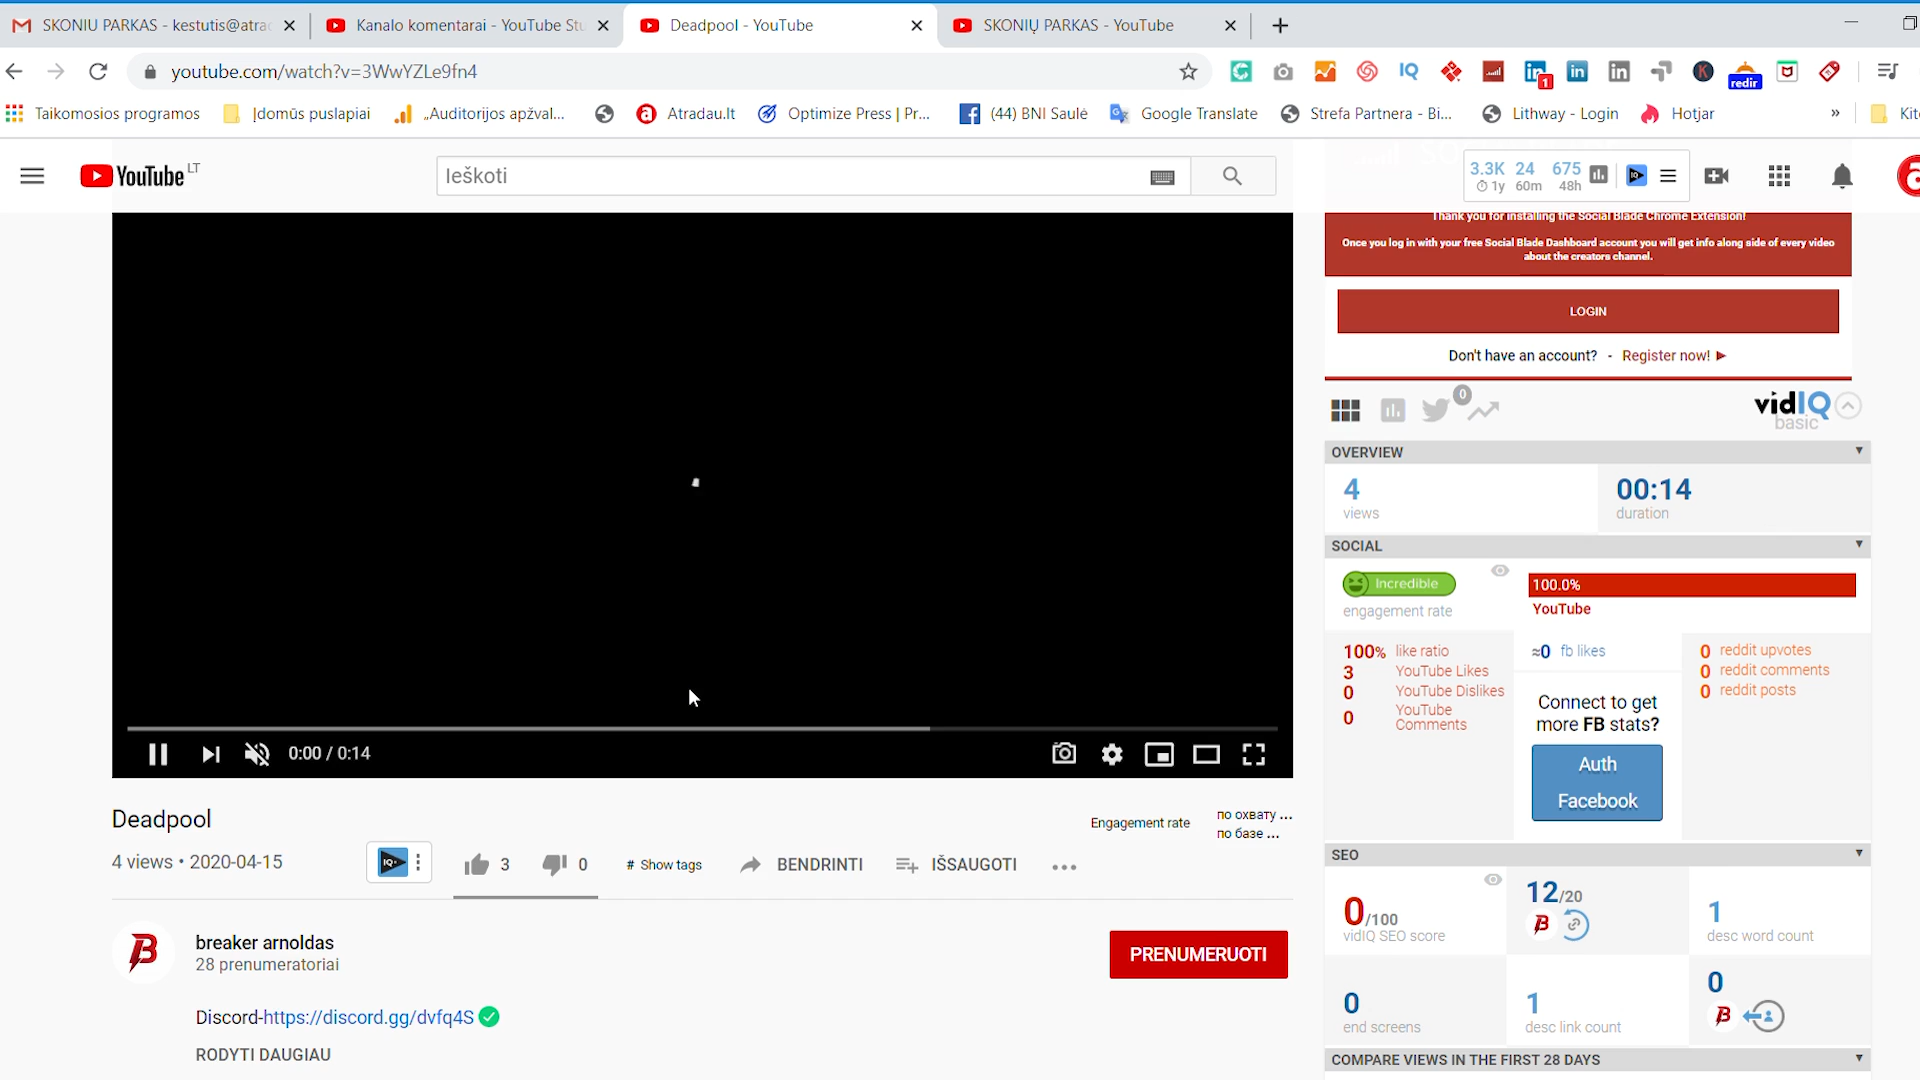 SKONIU PARKAS - kestutis@atrac
Kanalo komentarai - YouTube Stu
Deadpool - YouTube
SKONIŲ PARKAS - YouTube
youtube.com/watch?v=3WwYZLe9fn4
IQ
1
redir
Taikomosios programos
Įdomūs puslapiai
„Auditorijos apžval...
Atradau.lt
Optimize Press | Pr...
(44) BNI Saulė
Google Translate
Strefa Partnera - Bi...
Lithway - Login
Hotjar
»
Kit
YouTube LT
Ieškoti
3.3K 24 675
1y 60m 48h
Thank you for installing the Social Blade Chrome Extension!
Once you log in with your free Social Blade Dashboard account you will get info along side of every video
about the creators channel.
LOGIN
Don't have an account? - Register now! ►
0
vidIQ
basic
OVERVIEW
4
views
00:14
duration
SOCIAL
Incredible
engagement rate
100.0%
YouTube
100% like ratio
3 YouTube Likes
0 YouTube Dislikes
0 YouTube
Comments
≈0 fb likes
Connect to get
more FB stats?
Auth
Facebook
0 reddit upvotes
0 reddit comments
0 reddit posts
SEO
0/100
vidIQ SEO score
12/20
1
desc word count
0
end screens
1
desc link count
0
COMPARE VIEWS IN THE FIRST 28 DAYS
0:00 / 0:14
Deadpool
Engagement rate
по охвату ...
по базе ...
4 views • 2020-04-15
3
0
# Show tags
BENDRINTI
IŠSAUGOTI
breaker arnoldas
28 prenumeratoriai
PRENUMERUOTI
Discord-https://discord.gg/dvfq4S
RODYTI DAUGIAU